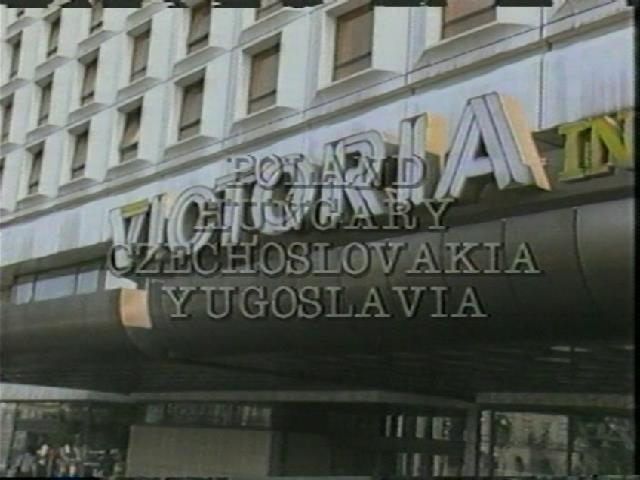 VICTORIA IN
POLAND
HUNGARY
CZECHOSLOVAKIA
YUGOSLAVIA